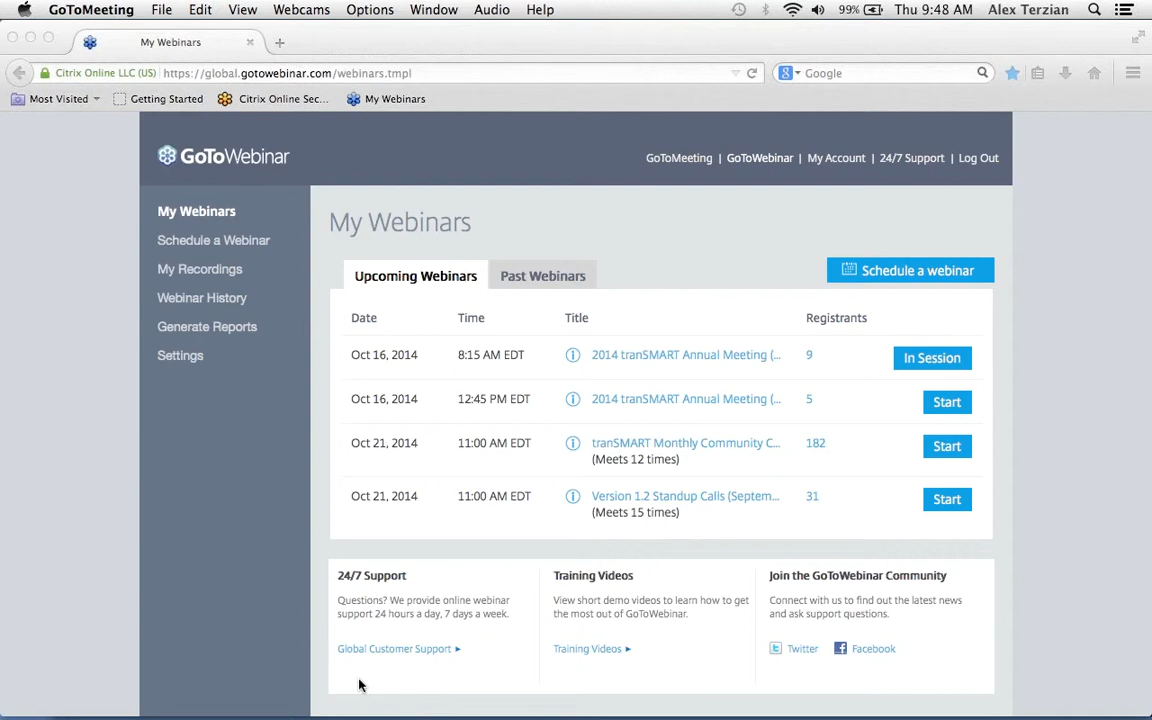 GoToMeeting File Edit View Webcams Options Window Audio Help 99% Thu 9:48 AM Alex Terzian
My Webinars
Citrix Online LLC (US) https://global.gotowebinar.com/webinars.tmpl Google
Most Visited Getting Started Citrix Online Sec... My Webinars
GoToWebinar
GoToMeeting | GoToWebinar | My Account | 24/7 Support | Log Out
My Webinars
Schedule a Webinar
My Recordings
Webinar History
Generate Reports
Settings
My Webinars
Upcoming Webinars Past Webinars Schedule a webinar
Date Time Title Registrants
Oct 16, 2014 8:15 AM EDT 2014 tranSMART Annual Meeting (... 9 In Session
Oct 16, 2014 12:45 PM EDT 2014 tranSMART Annual Meeting (... 5 Start
Oct 21, 2014 11:00 AM EDT tranSMART Monthly Community C... 182 Start
(Meets 12 times)
Oct 21, 2014 11:00 AM EDT Version 1.2 Standup Calls (Septem... 31 Start
(Meets 15 times)
24/7 Support
Questions? We provide online webinar
support 24 hours a day, 7 days a week.
Global Customer Support
Training Videos
View short demo videos to learn how to get
the most out of GoToWebinar.
Training Videos
Join the GoToWebinar Community
Connect with us to find out the latest news
and ask support questions.
Twitter Facebook